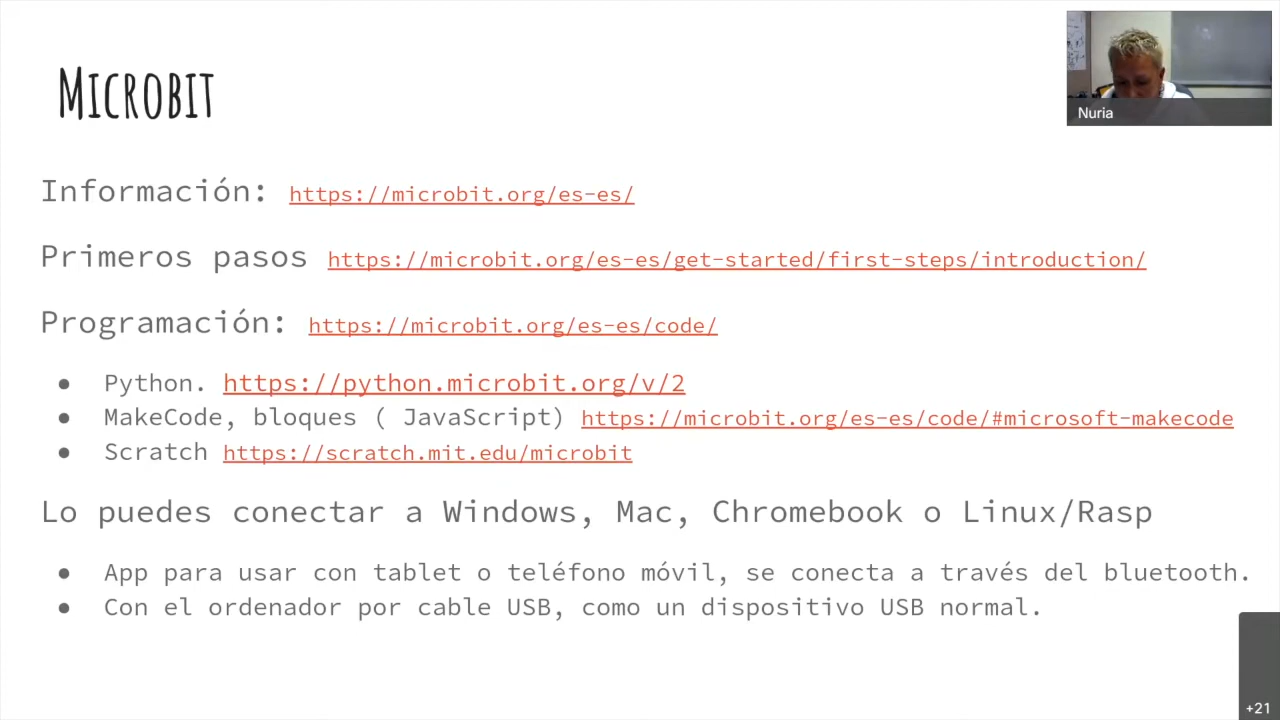 MICROBIT
Nuria
Información: https://microbit.org/es-es/
Primeros pasos https://microbit.org/es-es/get-started/first-steps/introduction/
Programación: https://microbit.org/es-es/code/
● Python. https://python.microbit.org/v/2
● MakeCode, bloques ( JavaScript) https://microbit.org/es-es/code/#microsoft-makecode
● Scratch https://scratch.mit.edu/microbit
Lo puedes conectar a Windows, Mac, Chromebook o Linux/Rasp
● App para usar con tablet o teléfono móvil, se conecta a través del bluetooth.
● Con el ordenador por cable USB, como un dispositivo USB normal.
+21